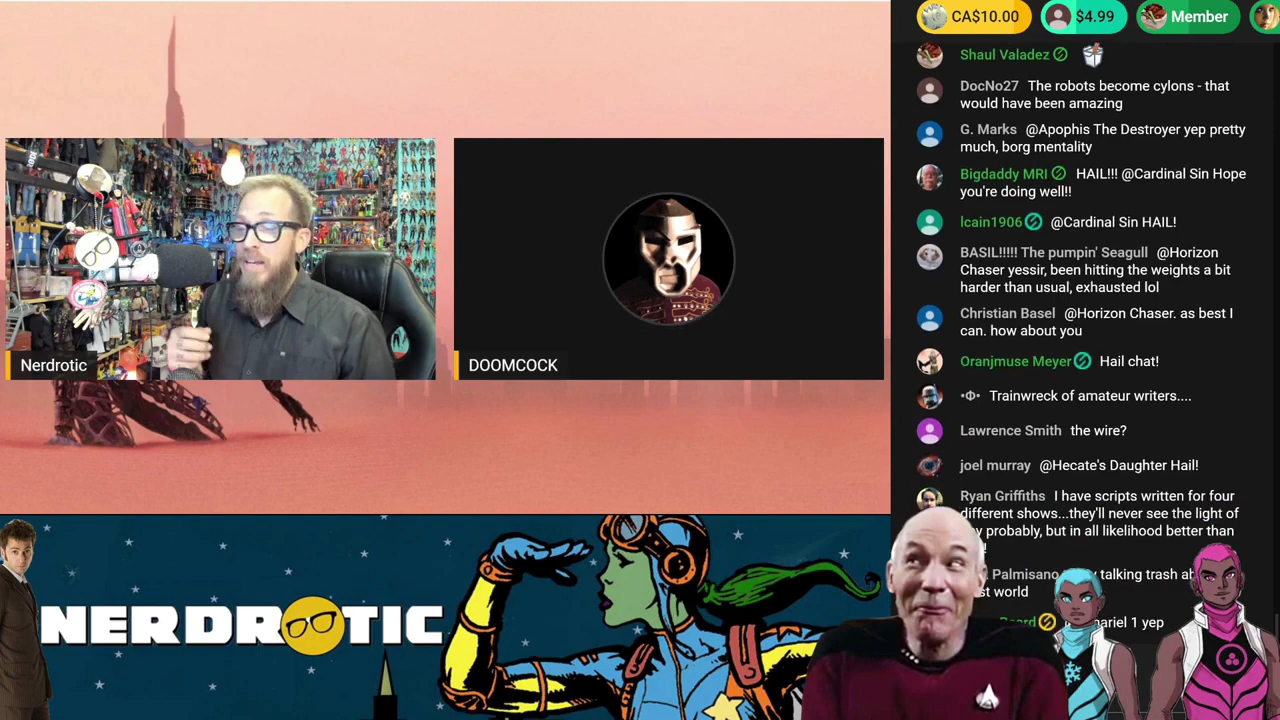 CA$10.00
$4.99
Member
Shaul Valadez
DocNo27 The robots become cylons - that
would have been amazing
G. Marks @Apophis The Destroyer yep pretty
much, borg mentality
Bigdaddy MRI HAIL!!! @Cardinal Sin Hope
you're doing well!!
lcain1906 @Cardinal Sin HAIL!
BASIL!!!!! The pumpin' Seagull @Horizon
Chaser yessir, been hitting the weights a bit
harder than usual, exhausted lol
Christian Basel @Horizon Chaser. as best I
can. how about you
Oranjmuse Meyer Hail chat!
•Ф• Trainwreck of amateur writers....
Lawrence Smith the wire?
joel murray @Hecate's Daughter Hail!
Ryan Griffiths I have scripts written for four
different shows...they'll never see the light of
probably, but in all likelihood better than
Palmisano talking trash
world
1 yep
Nerdrotic
DOOMCOCK
NERDROTIC